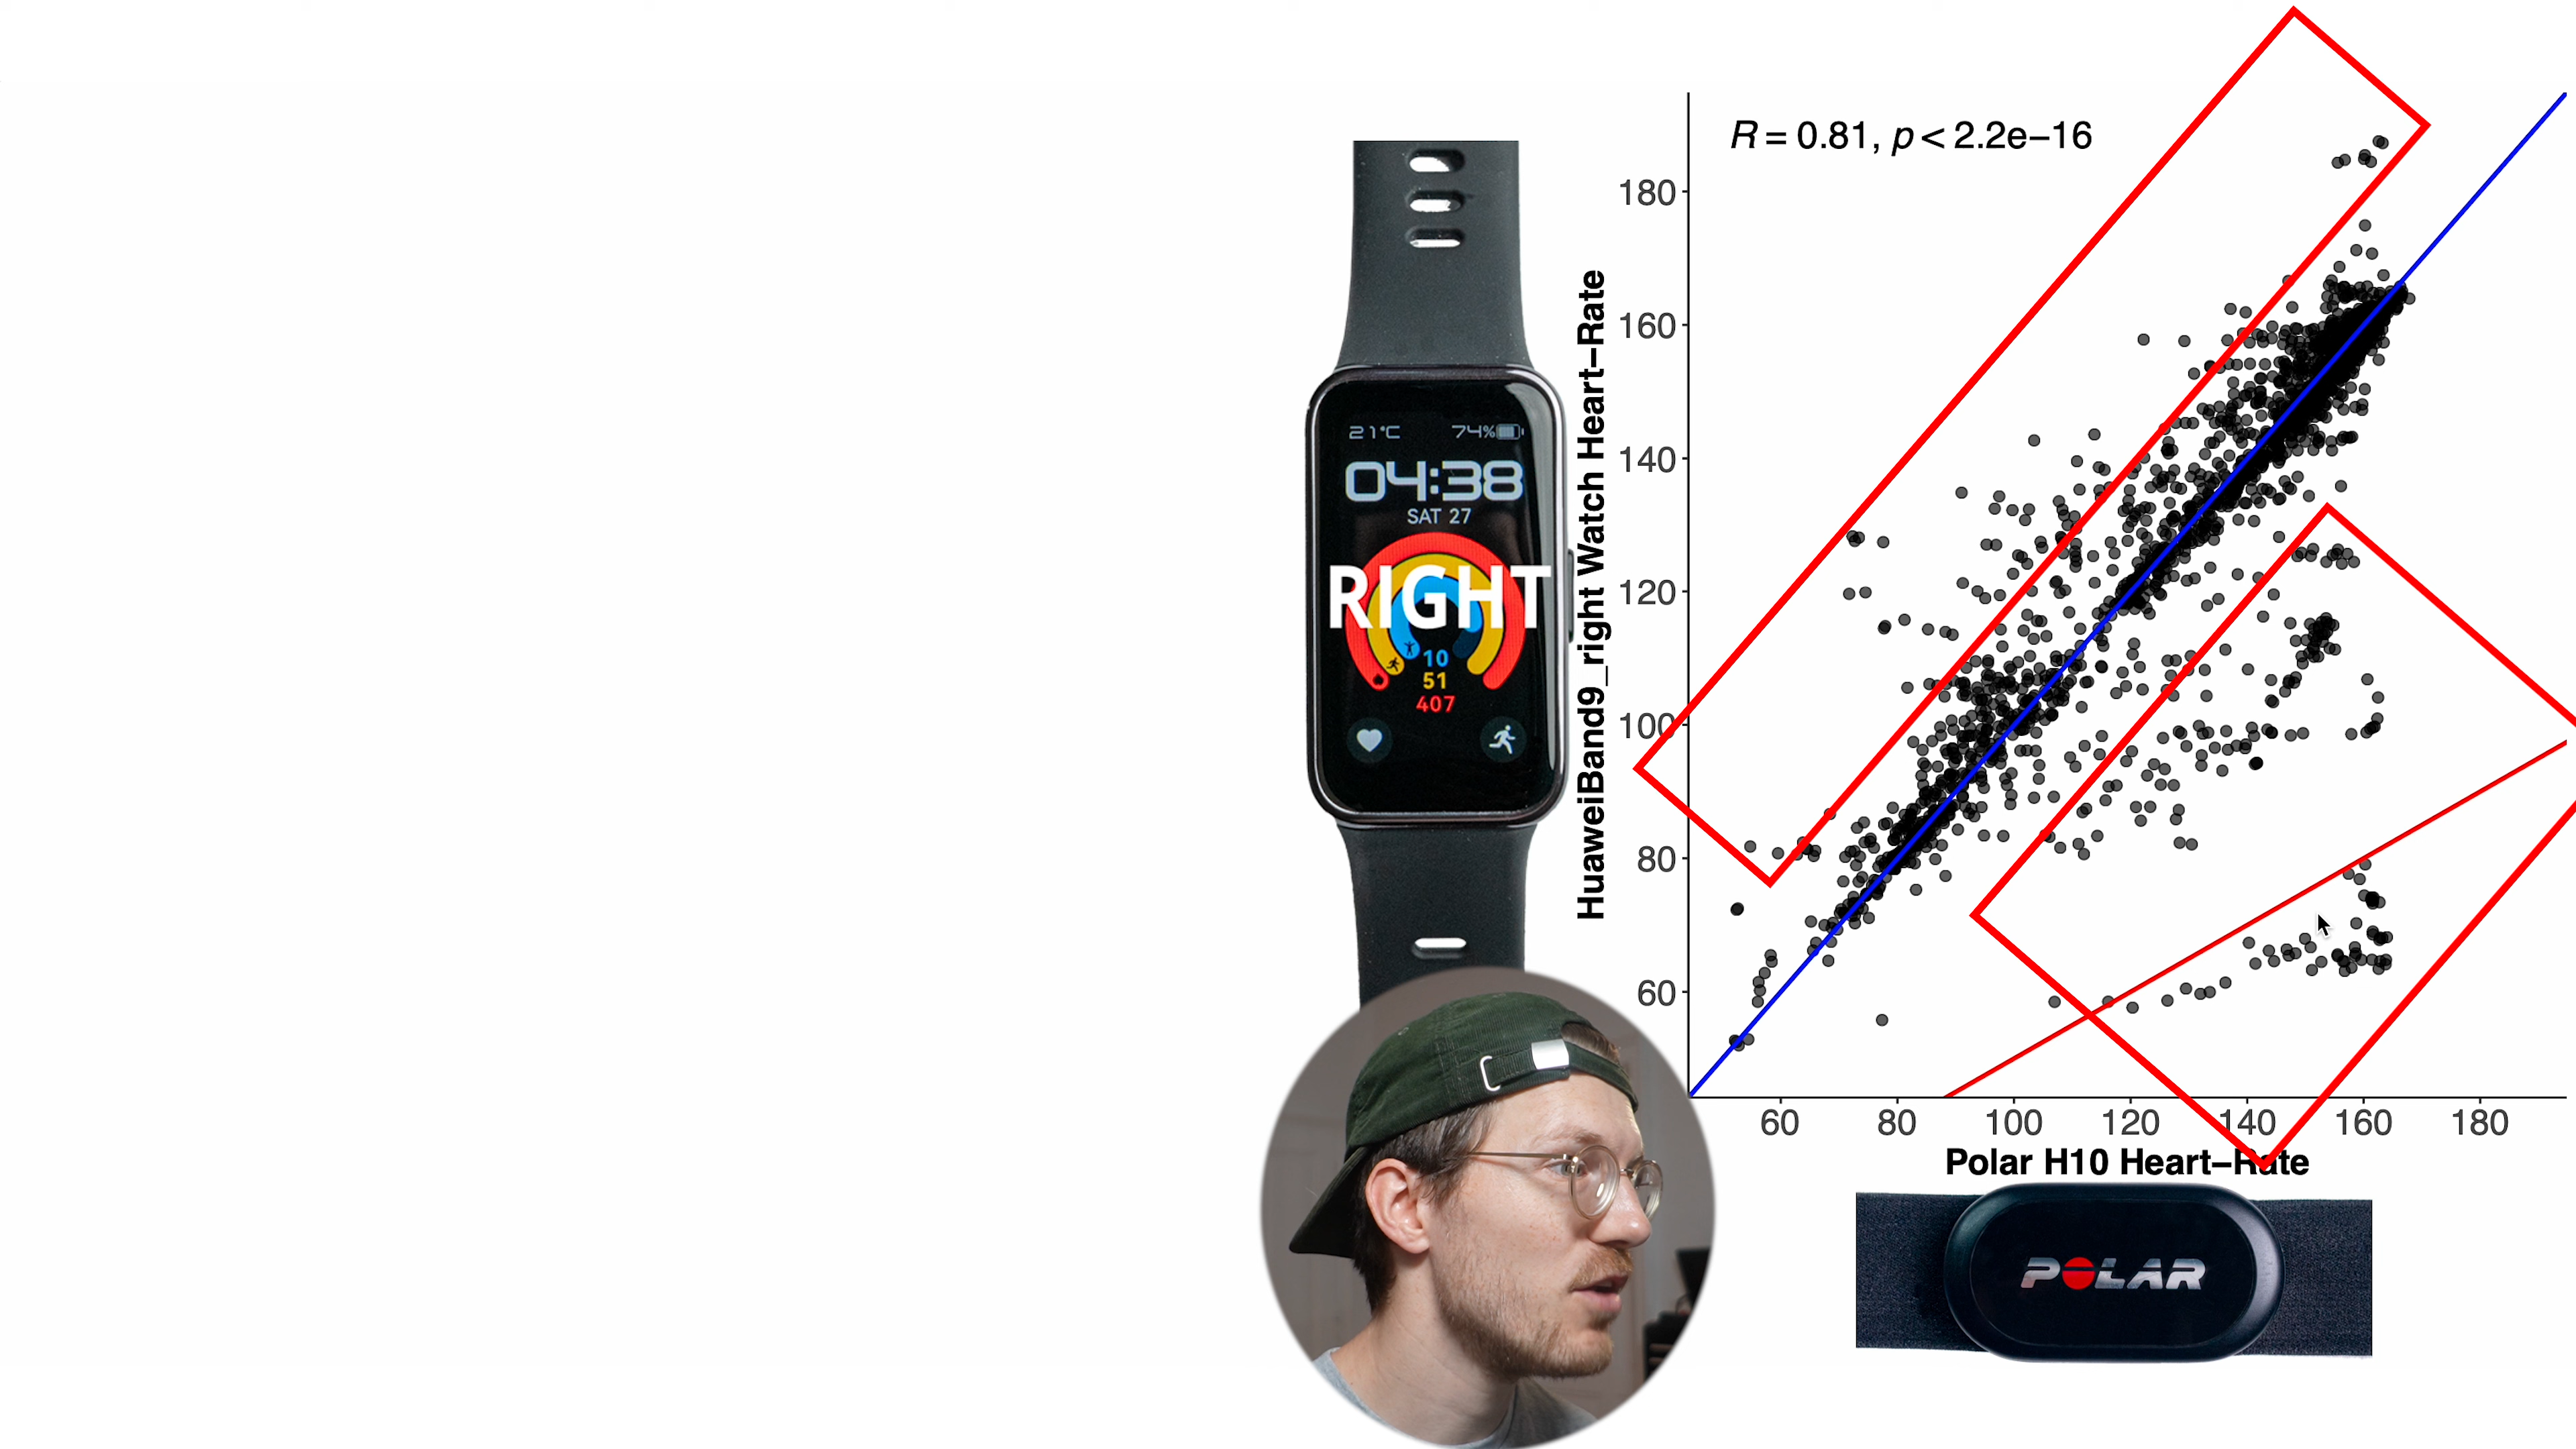 R = 0.81, p < 2.2e−16
HuaweiBand9_right Watch Heart−Rate
180
160
140
120
100
80
60
21°C 74%
04:38
SAT 27
RIGHT
10
51
407
60 80 100 120 140 160 180
Polar H10 Heart−Rate
POLAR